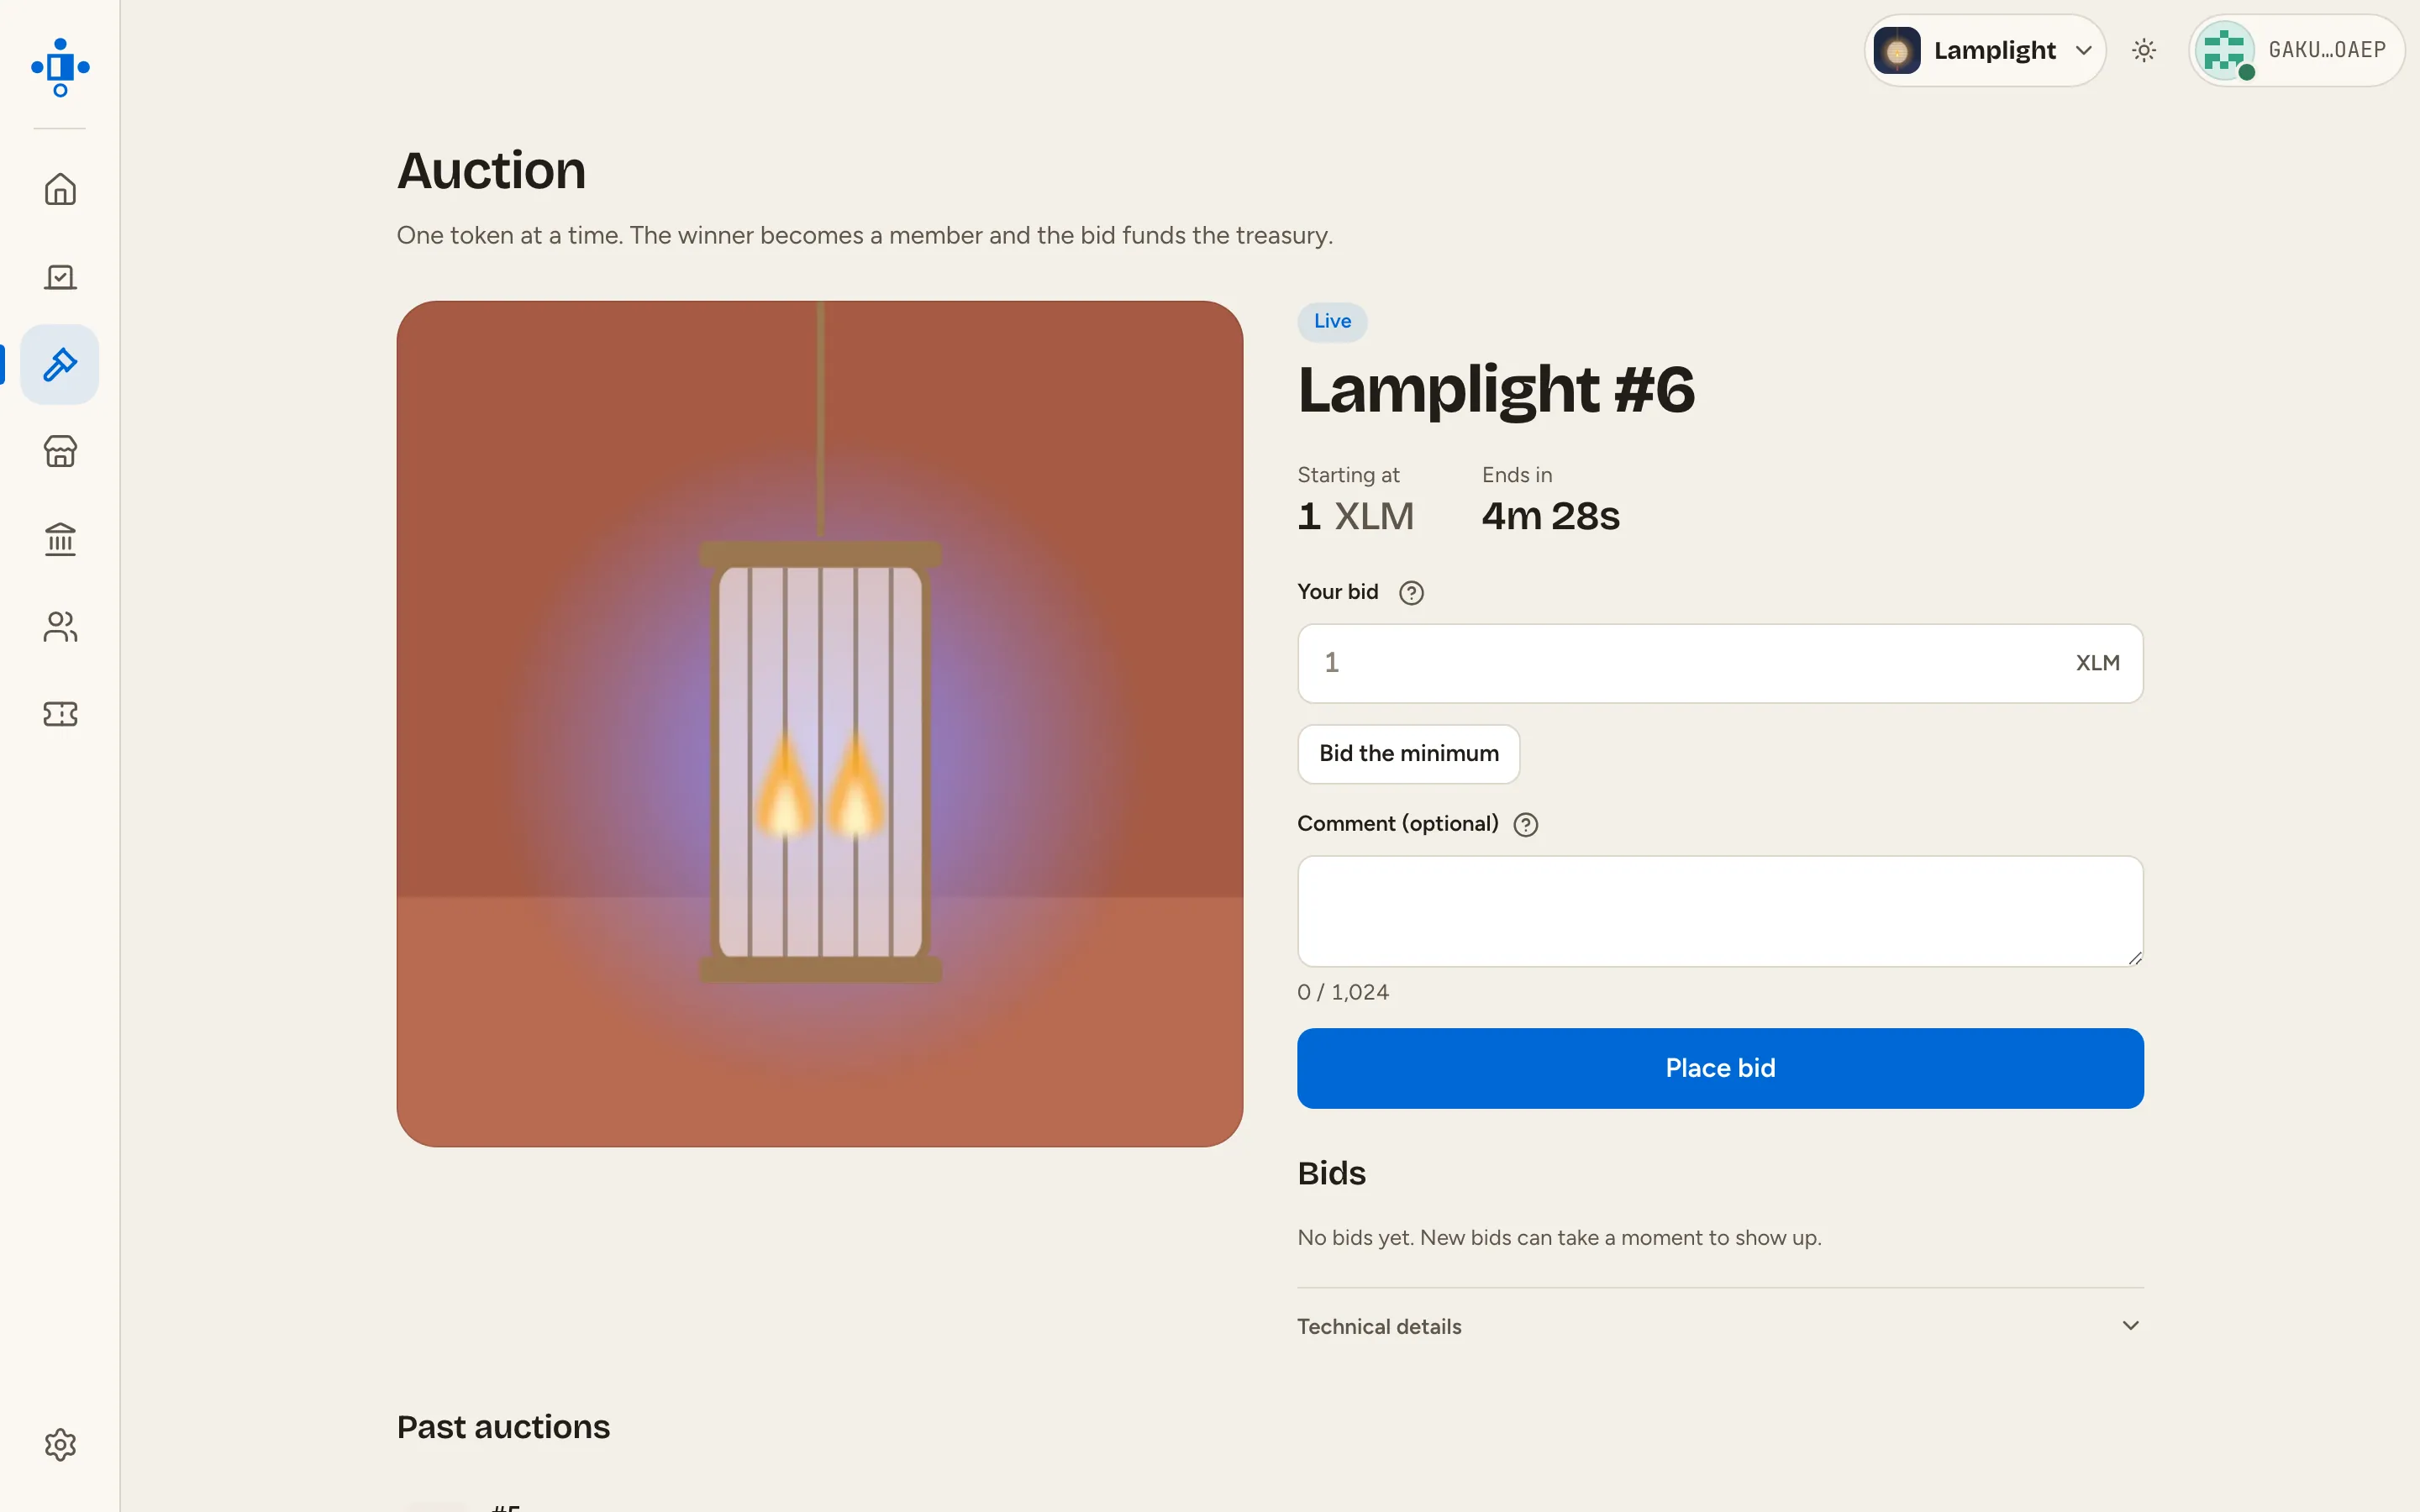 Lamplight
GAKU...OAEP
Auction
One token at a time. The winner becomes a member and the bid funds the treasury.
Live
Lamplight #6
Starting at
Ends in
1 XLM
4m 28s
Your bid
1
XLM
Bid the minimum
Comment (optional)
0 / 1,024
Place bid
Bids
No bids yet. New bids can take a moment to show up.
Technical details
Past auctions
#5